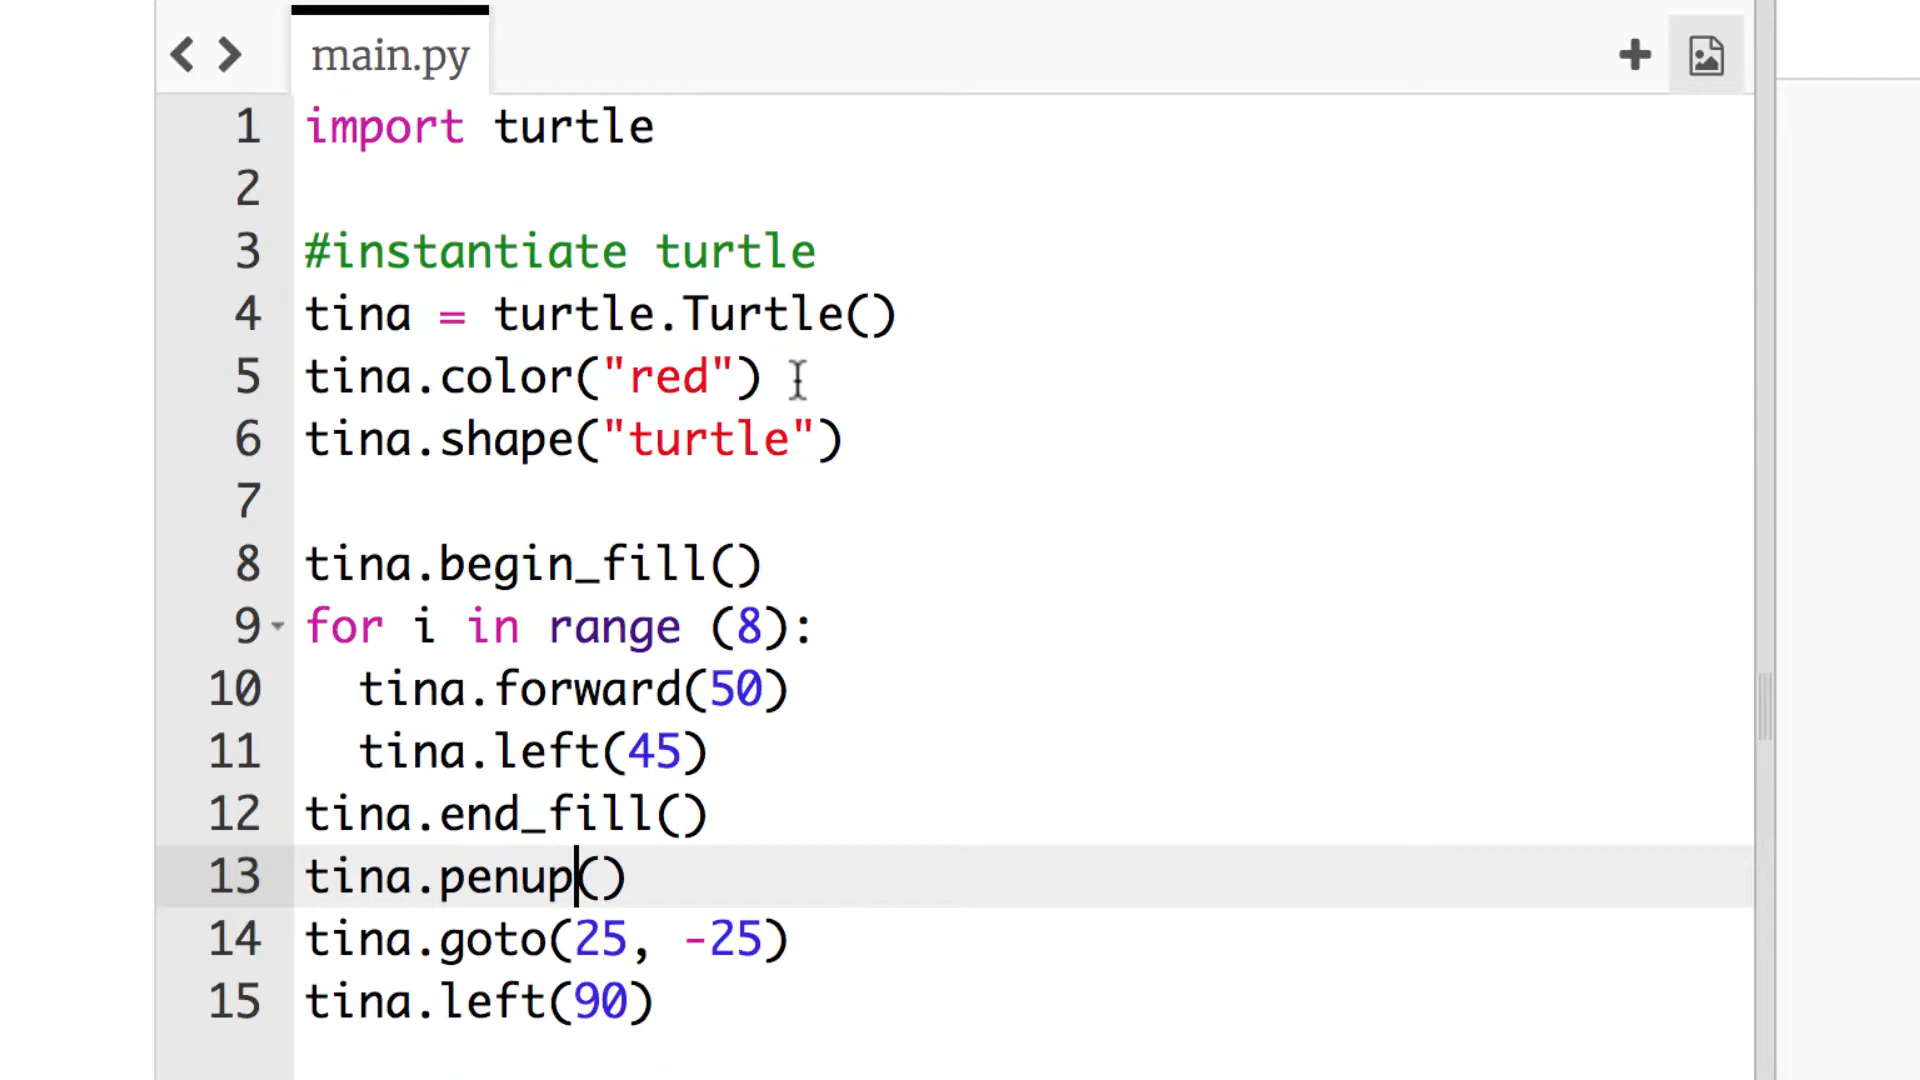 main.py
1 import turtle
2
3 #instantiate turtle
4 tina = turtle.Turtle()
5 tina.color("red")
6 tina.shape("turtle")
7
8 tina.begin_fill()
9 for i in range (8):
10   tina.forward(50)
11   tina.left(45)
12 tina.end_fill()
13 tina.penup()
14 tina.goto(25, -25)
15 tina.left(90)